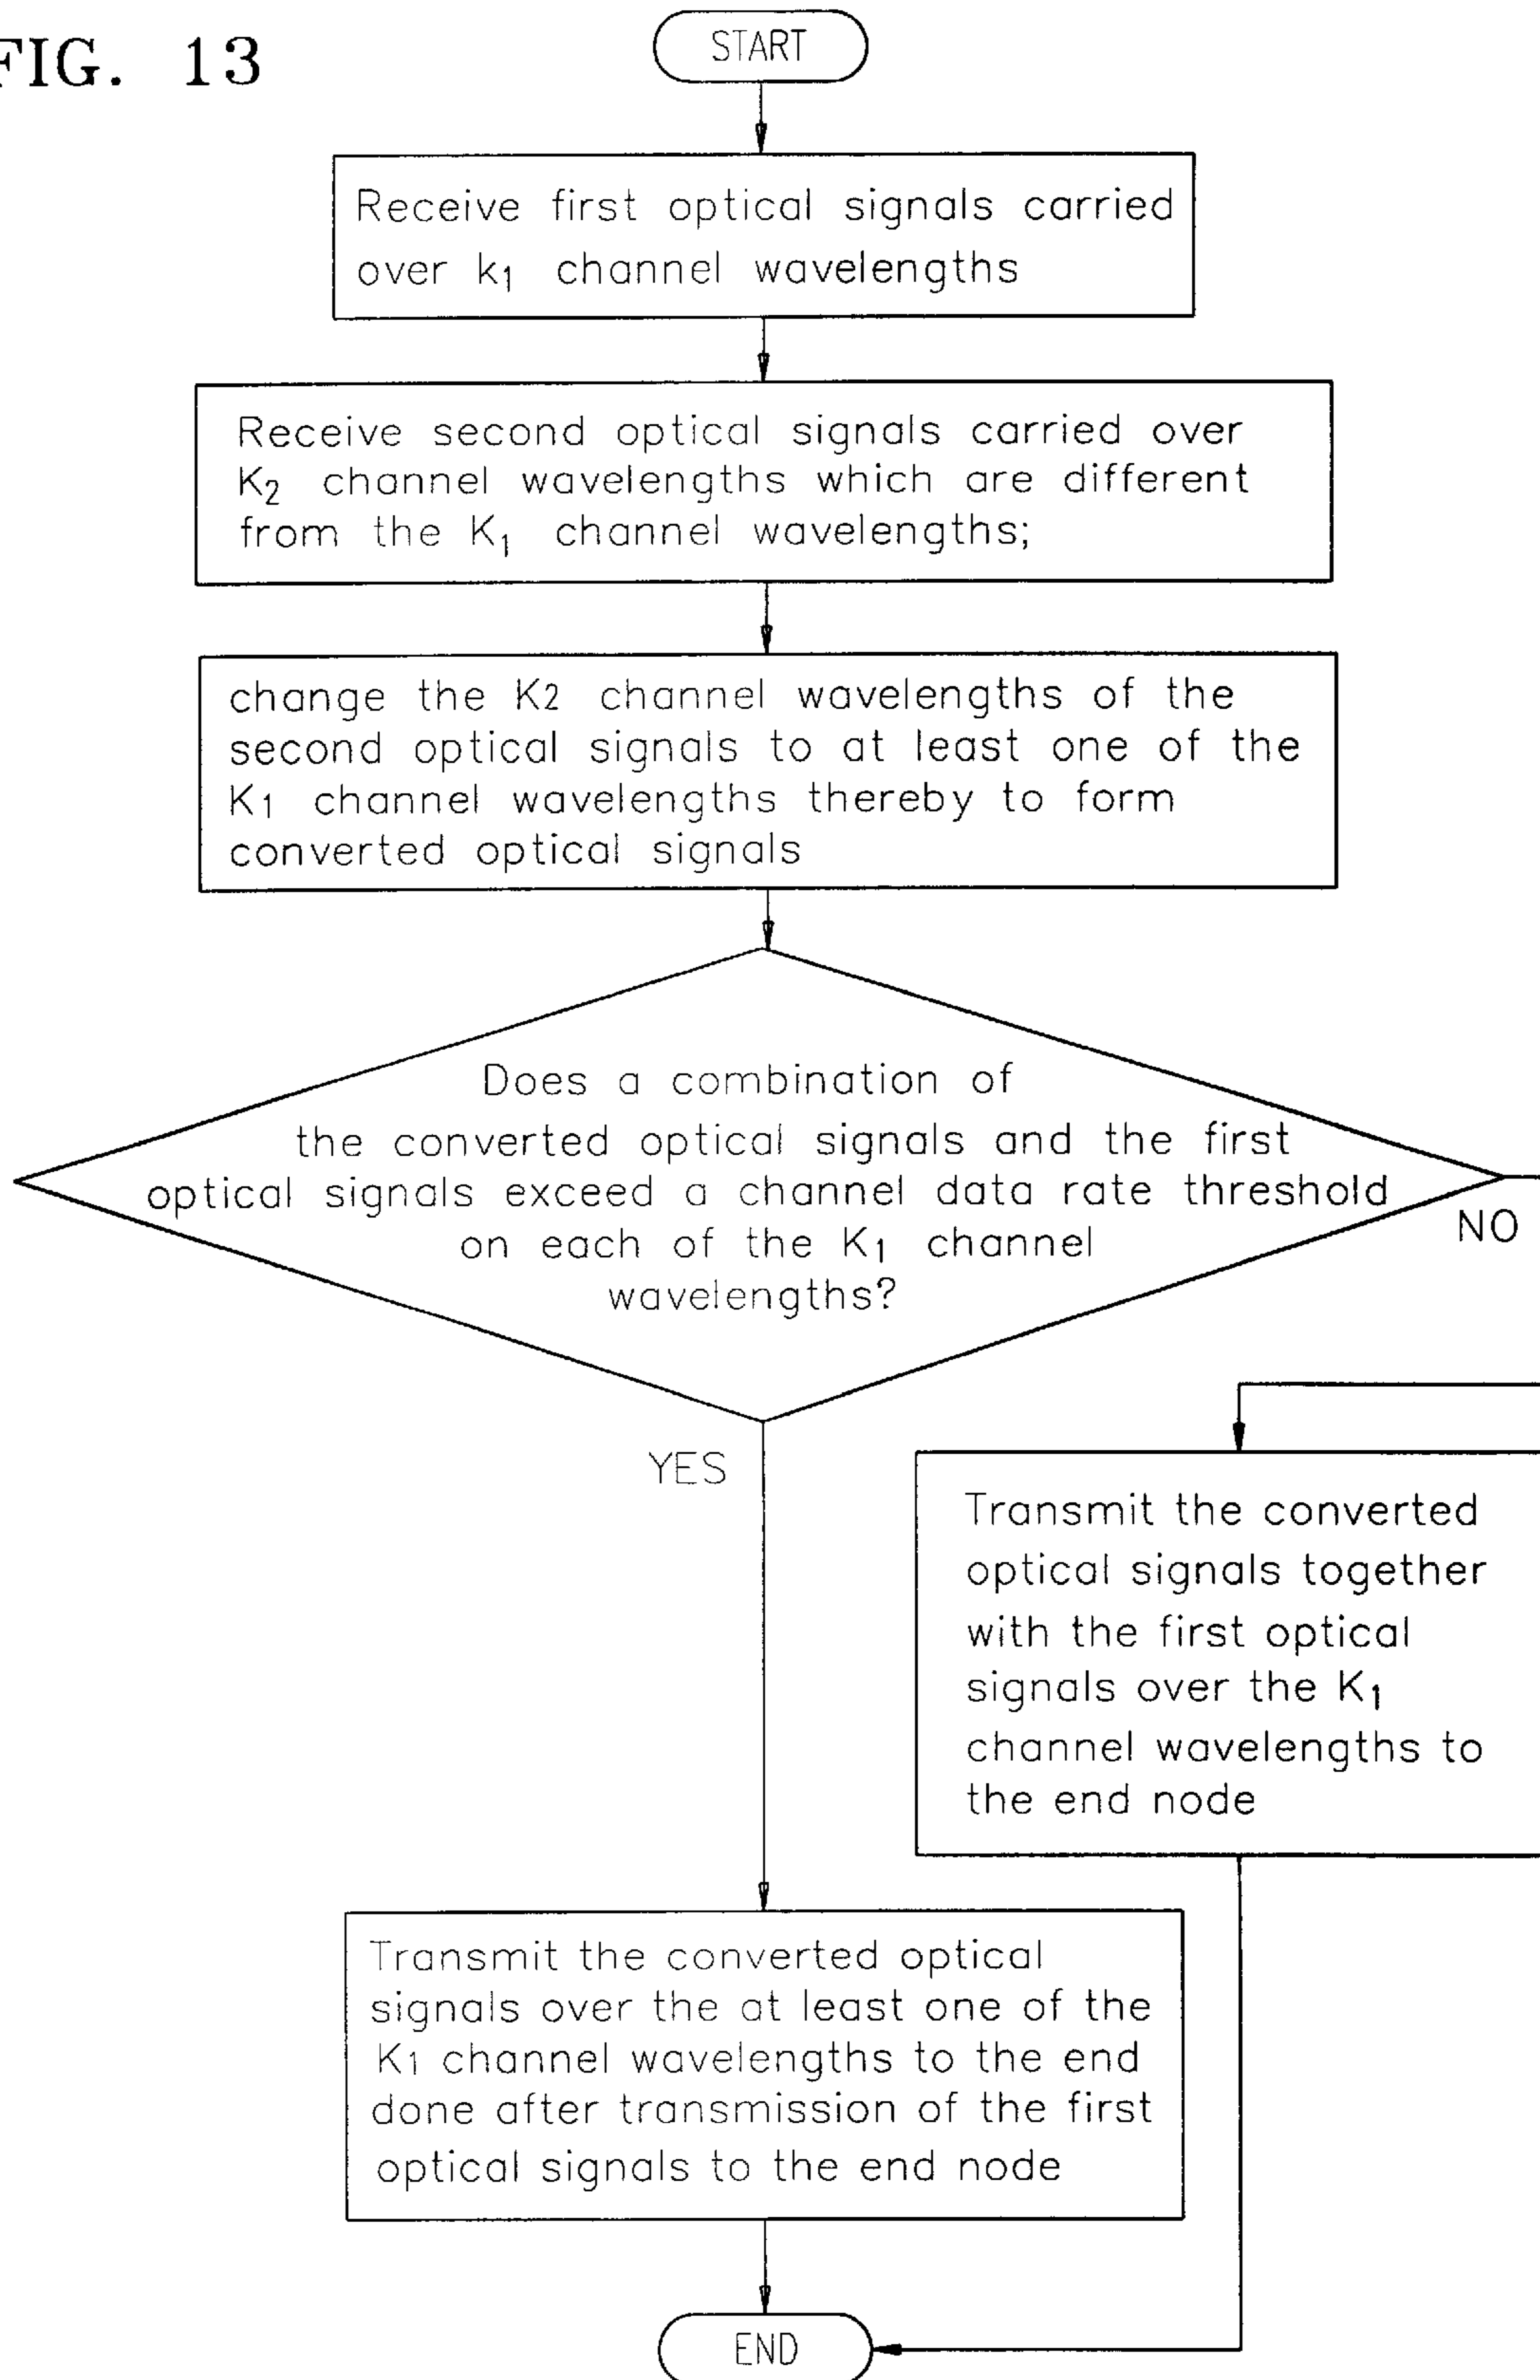 FIG. 13
START
Receive first optical signals carried
over k₁ channel wavelengths
Receive second optical signals carried over
K₂ channel wavelengths which are different
from the K₁ channel wavelengths;
change the K2 channel wavelengths of the
second optical signals to at least one of the
K1 channel wavelengths thereby to form
converted optical signals
Does a combination of
the converted optical signals and the first
optical signals exceed a channel data rate threshold
on each of the K₁ channel
wavelengths?
NO
YES
Transmit the converted
optical signals together
with the first optical
signals over the K₁
channel wavelengths to
the end node
Transmit the converted optical
signals over the at least one of the
K₁ channel wavelengths to the end
done after transmission of the first
optical signals to the end node
END